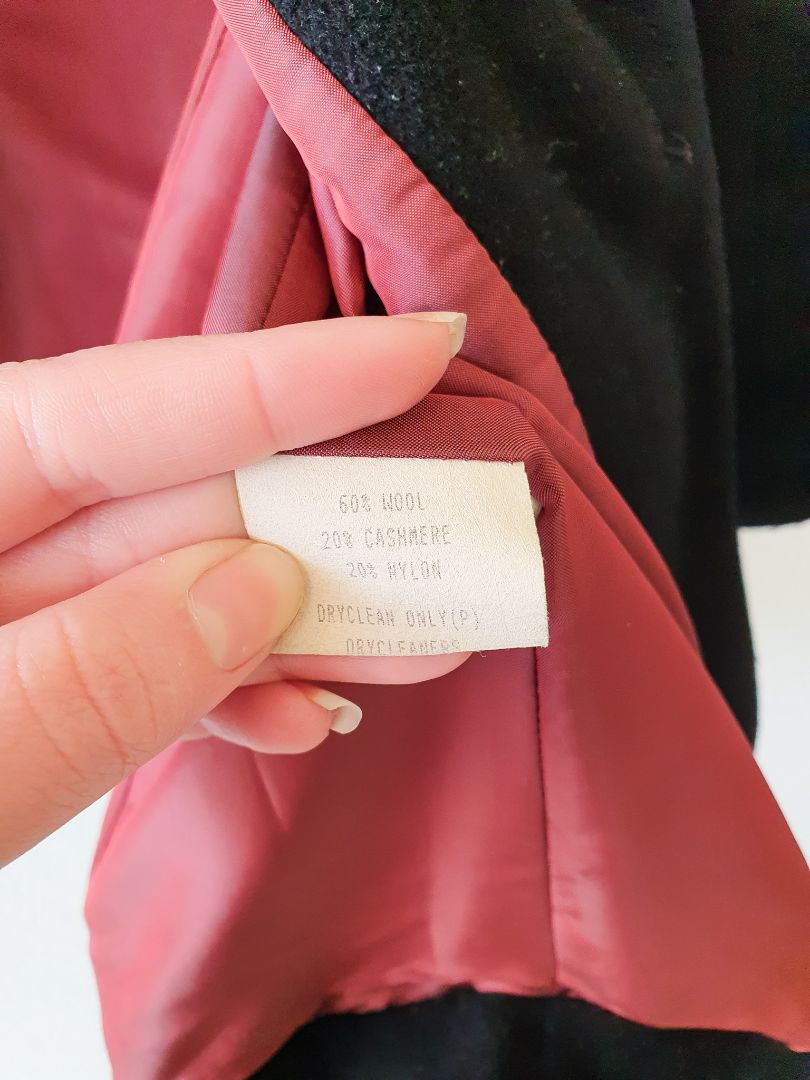 60% WOOL
20% CASHMERE
20% NYLON
DRYCLEAN ONLY(P)
DRYCLEANERS